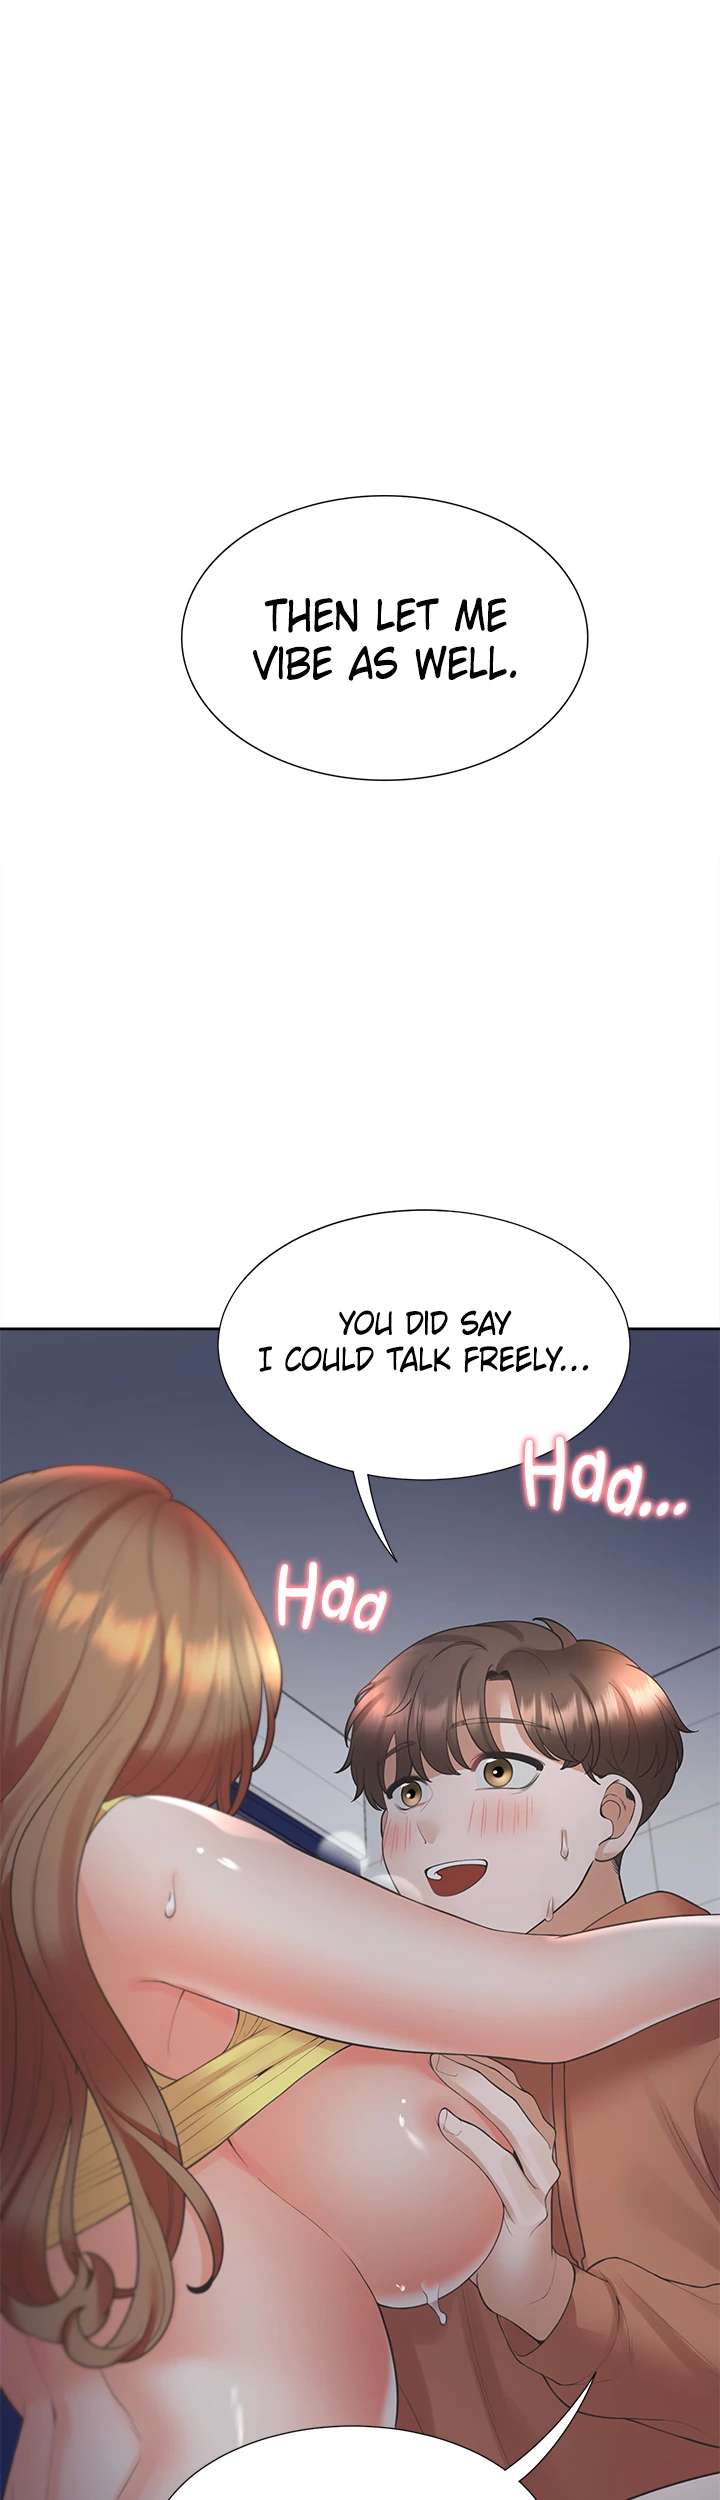 THEN LET ME
VIBE AS WELL.
YOU DID SAY
I COULD TALK FREELY...
Haa...
Haa